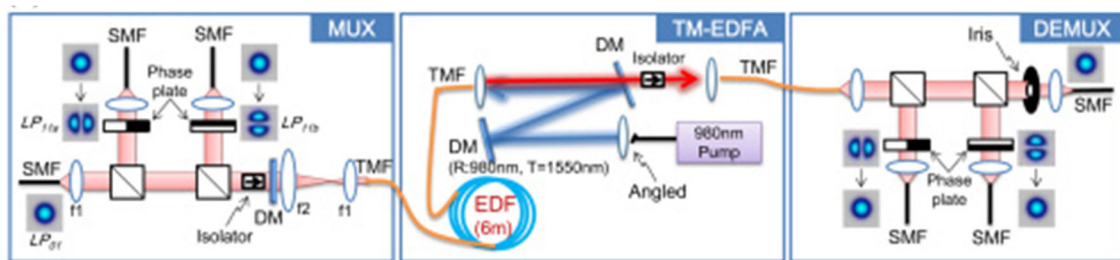 MUX
SMF
SMF
Phase
plate
LP11a
LP11b
SMF
f1
Isolator
DM
f2
f1
TMF
LP01
TM-EDFA
DM
Isolator
TMF
TMF
DM
(R:980nm, T=1550nm)
980nm
Pump
Angled
EDF
(6m)
DEMUX
Iris
SMF
Phase
plate
SMF
SMF